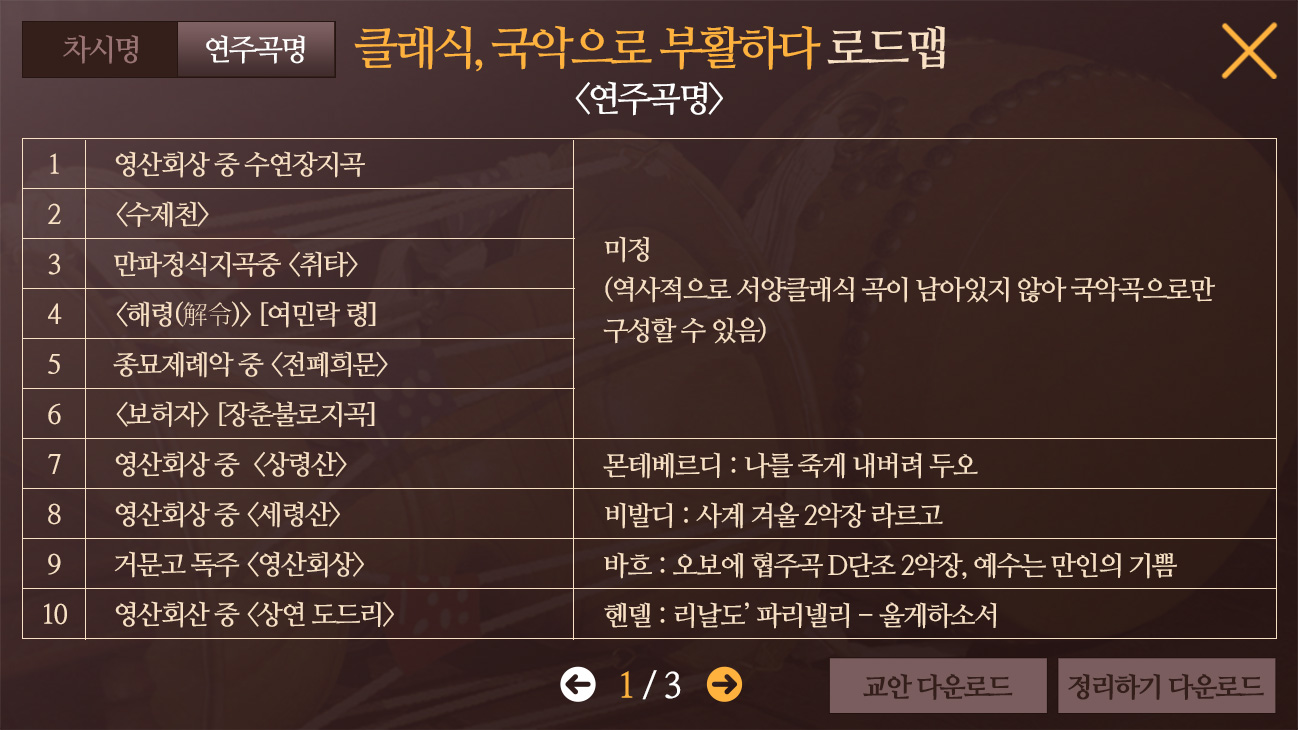 차시명
연주곡명
클래식, 국악으로 부활하다 로드맵
〈연주곡명〉
1 영산회상 중 수연장지곡
2 〈수제천〉
3 만파정식지곡중 〈취타〉
4 〈해령(解令)〉 [여민락 령]
5 종묘제례악 중 〈전폐희문〉
6 〈보허자〉 [장춘불로지곡]
미정
(역사적으로 서양클래식 곡이 남아있지 않아 국악곡으로만
구성할 수 있음)
7 영산회상 중 〈상령산〉 몬테베르디 : 나를 죽게 내버려 두오
8 영산회상 중 〈세령산〉 비발디 : 사계 겨울 2악장 라르고
9 거문고 독주 〈영산회상〉 바흐 : 오보에 협주곡 D단조 2악장, 예수는 만인의 기쁨
10 영산회산 중 〈상연 도드리〉 헨델 : 리날도’ 파리넬리 – 울게하소서
1 / 3
교안 다운로드
정리하기 다운로드